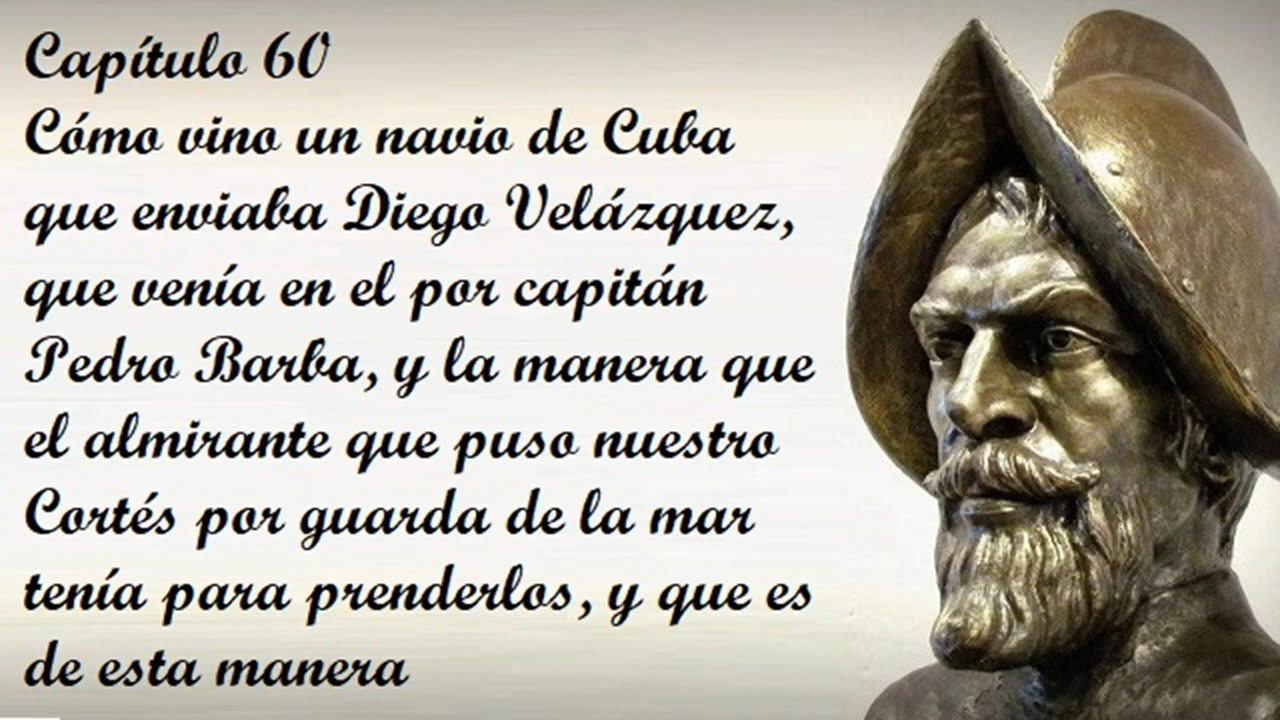 Capítulo 60
Cómo vino un navio de Cuba
que enviaba Diego Velázquez,
que venía en el por capitán
Pedro Barba, y la manera que
el almirante que puso nuestro
Cortés por guarda de la mar
tenía para prenderlos, y que es
de esta manera